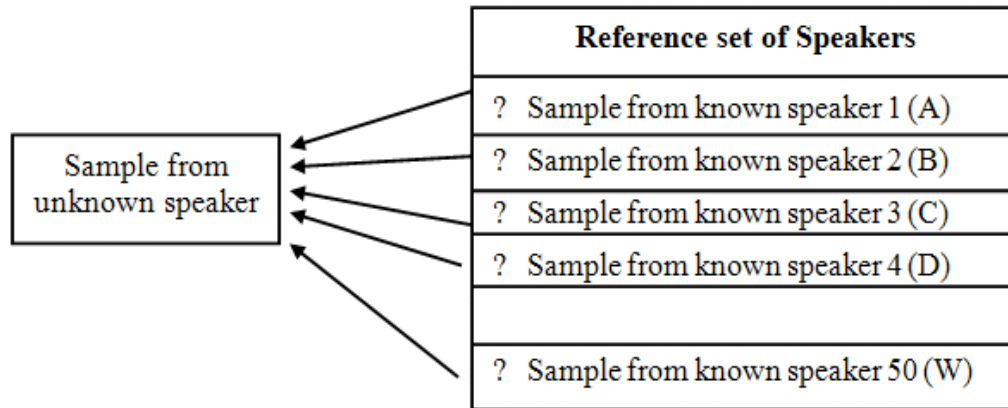 Reference set of Speakers
? Sample from known speaker 1 (A)
Sample from
unknown speaker
? Sample from known speaker 2 (B)
? Sample from known speaker 3 (C)
? Sample from known speaker 4 (D)
? Sample from known speaker 50 (W)